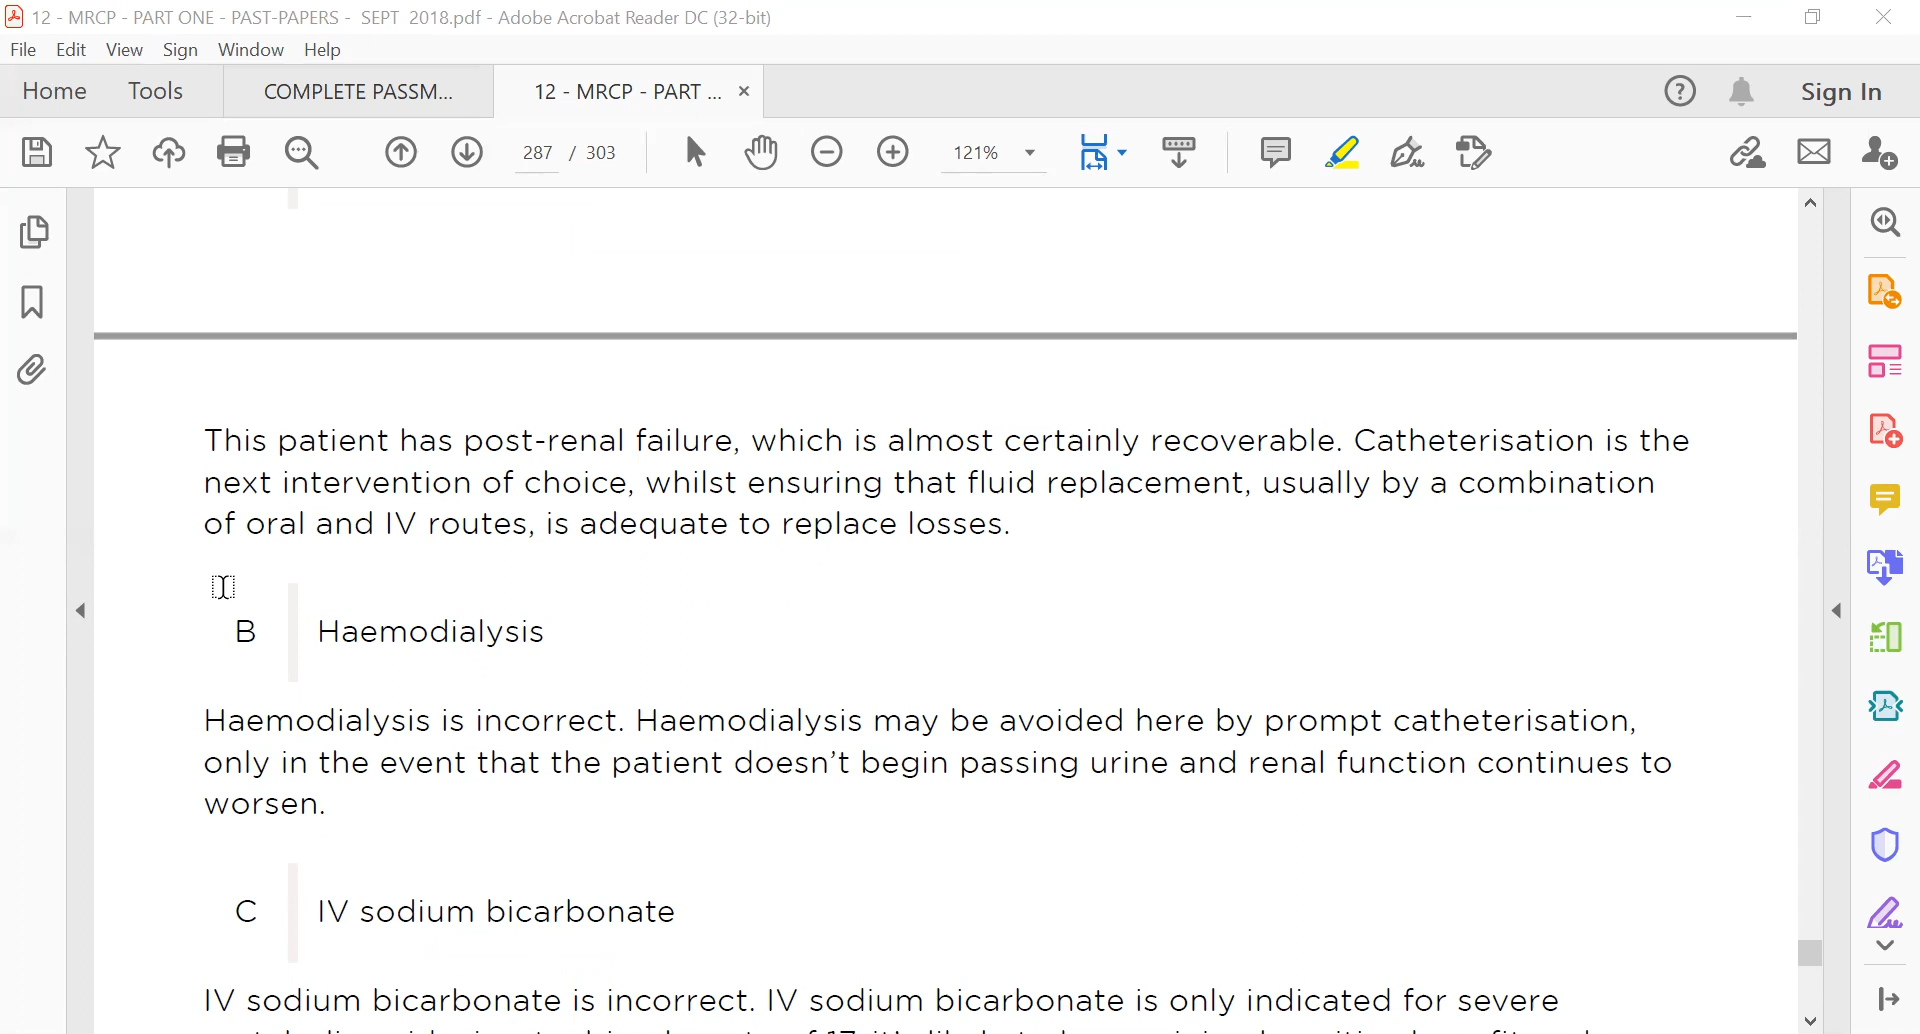 12 - MRCP - PART ONE - PAST-PAPERS - SEPT 2018.pdf - Adobe Acrobat Reader DC (32-bit)
File Edit View Sign Window Help
Home Tools COMPLETE PASSM... 12 - MRCP - PART ... Sign In
287 / 303 121%
This patient has post-renal failure, which is almost certainly recoverable. Catheterisation is the
next intervention of choice, whilst ensuring that fluid replacement, usually by a combination
of oral and IV routes, is adequate to replace losses.
B Haemodialysis
Haemodialysis is incorrect. Haemodialysis may be avoided here by prompt catheterisation,
only in the event that the patient doesn’t begin passing urine and renal function continues to
worsen.
C IV sodium bicarbonate
IV sodium bicarbonate is incorrect. IV sodium bicarbonate is only indicated for severe